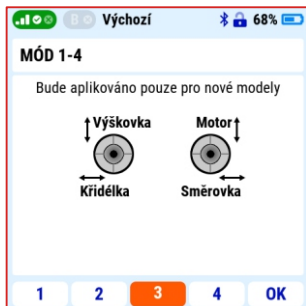 B Výchozí 68%
MÓD 1-4
Bude aplikováno pouze pro nové modely
Výškovka Motor
Křidélka Směrovka
1 2 3 4 OK